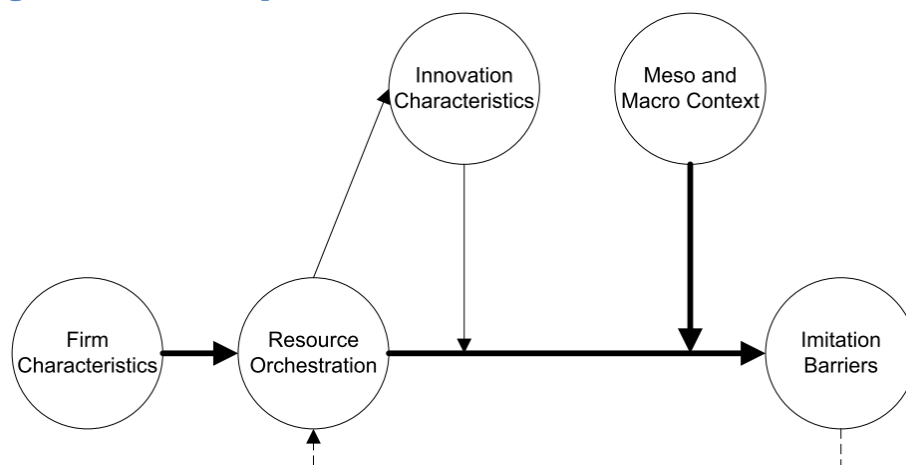 Innovation
Characteristics
Meso and
Macro Context
Firm
Characteristics
Resource
Orchestration
Imitation
Barriers